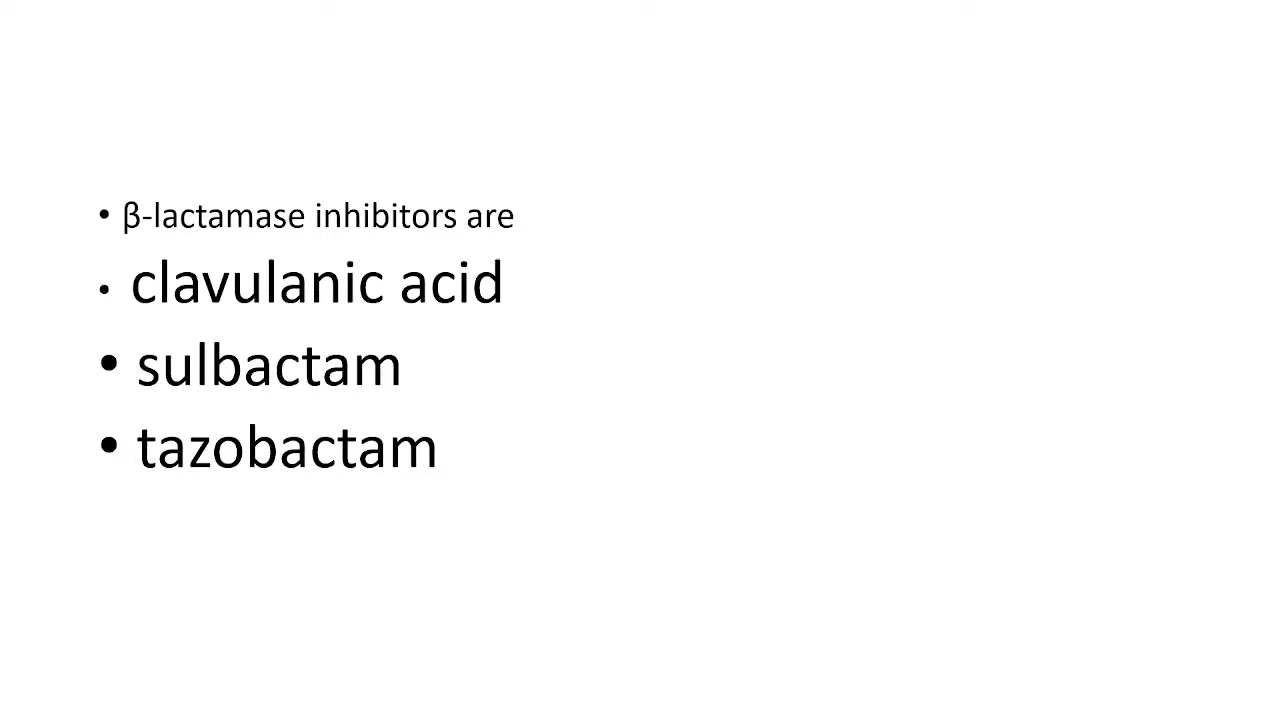 • β-lactamase inhibitors are
• clavulanic acid
• sulbactam
• tazobactam